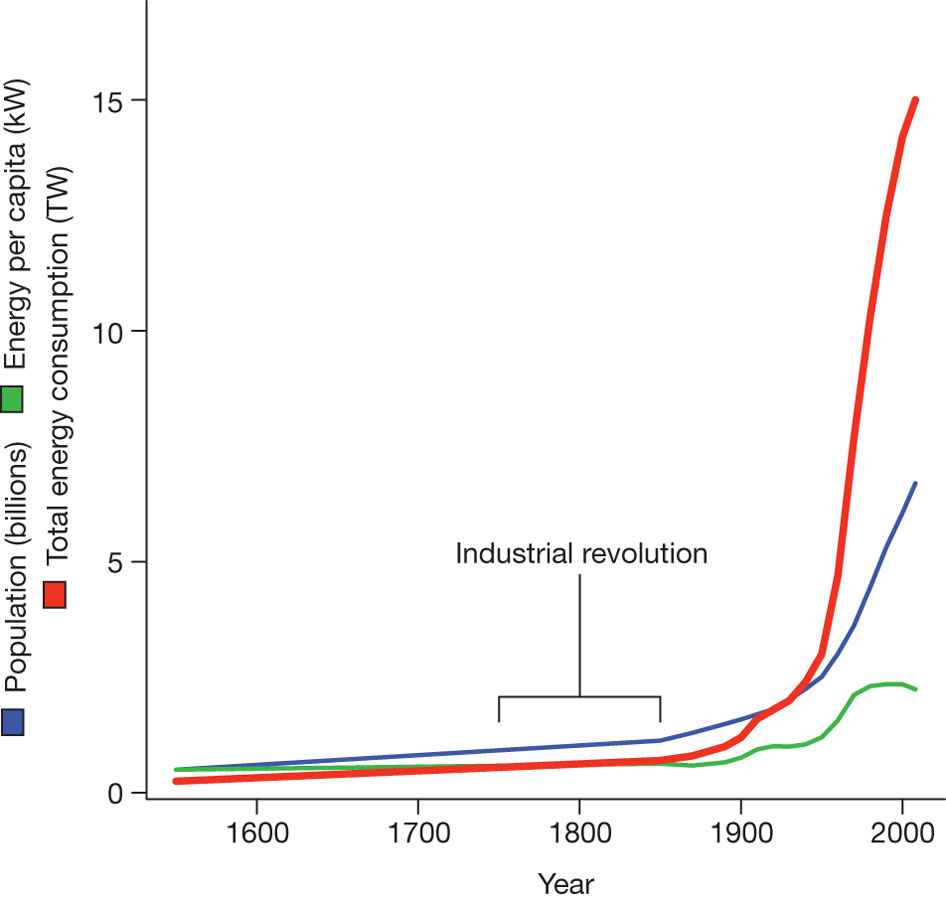 Population (billions) Energy per capita (kW)
Total energy consumption (TW)
15
10
5
0
Industrial revolution
1600 1700 1800 1900 2000
Year